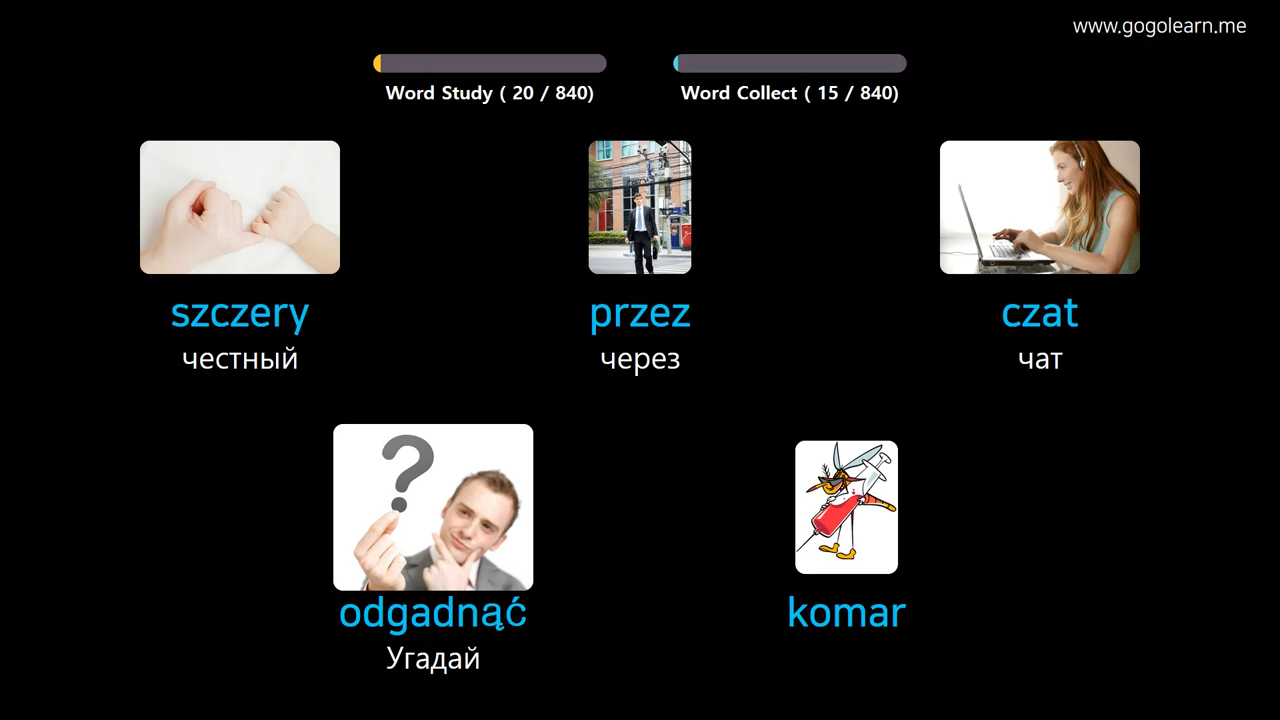 www.gogolearn.me
Word Study ( 20 / 840)
Word Collect ( 15 / 840)
szczery
честный
przez
через
czat
чат
odgadnąć
Угадай
komar